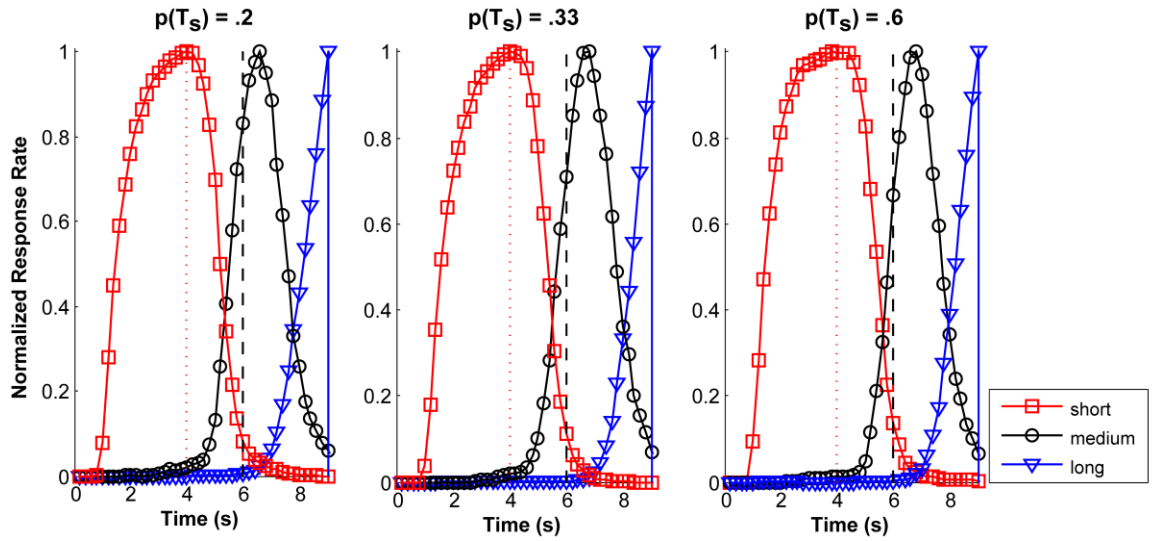 p(Ts) = .2
p(Ts) = .33
p(Ts) = .6
Normalized Response Rate
1
0.8
0.6
0.4
0.2
0
0 2 4 6 8
Time (s)
1
0.8
0.6
0.4
0.2
0
0 2 4 6 8
Time (s)
1
0.8
0.6
0.4
0.2
0
0 2 4 6 8
Time (s)
short
medium
long